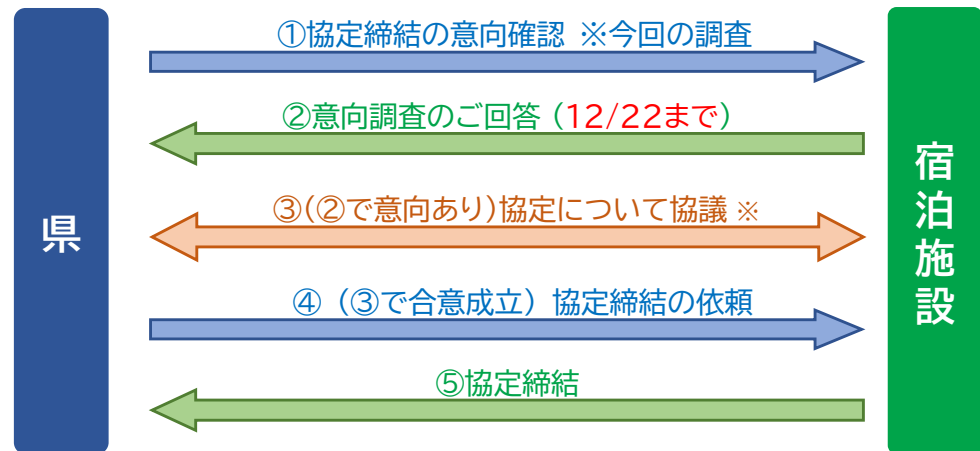 ①協定締結の意向確認 ※今回の調査
②意向調査のご回答（12/22まで）
③(②で意向あり)協定について協議 ※
④（③で合意成立）協定締結の依頼
⑤協定締結
県
宿泊施設